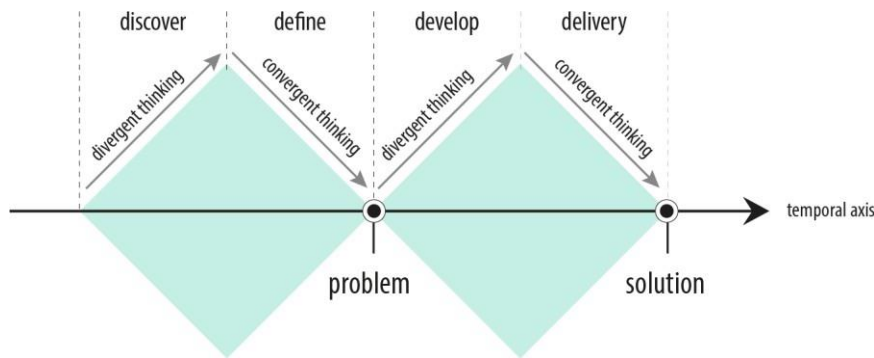 discover
define
develop
delivery
divergent thinking
convergent thinking
divergent thinking
convergent thinking
temporal axis
problem
solution